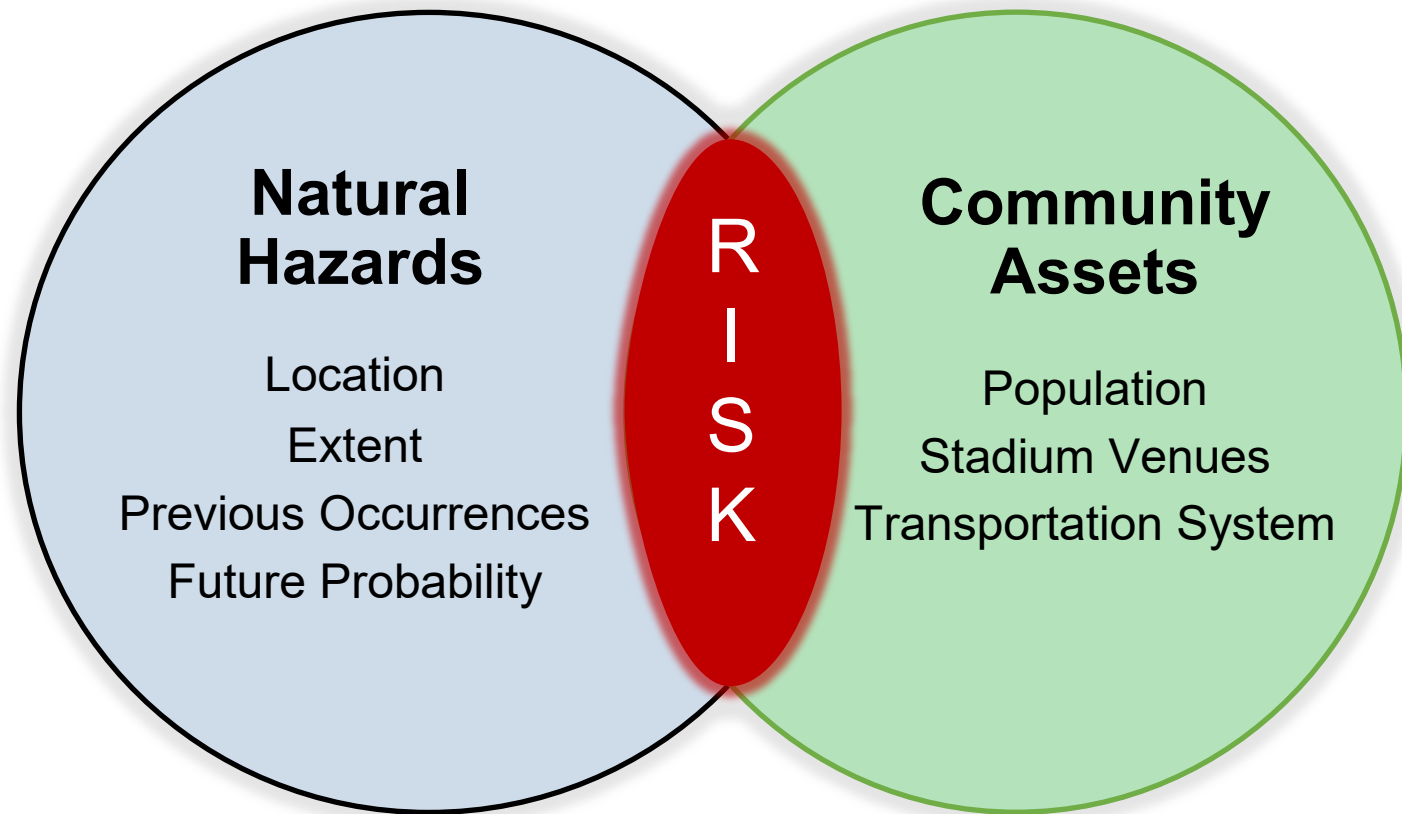 Natural
Hazards
Location
Extent
Previous Occurrences
Future Probability
R
I
S
K
Community
Assets
Population
Stadium Venues
Transportation System